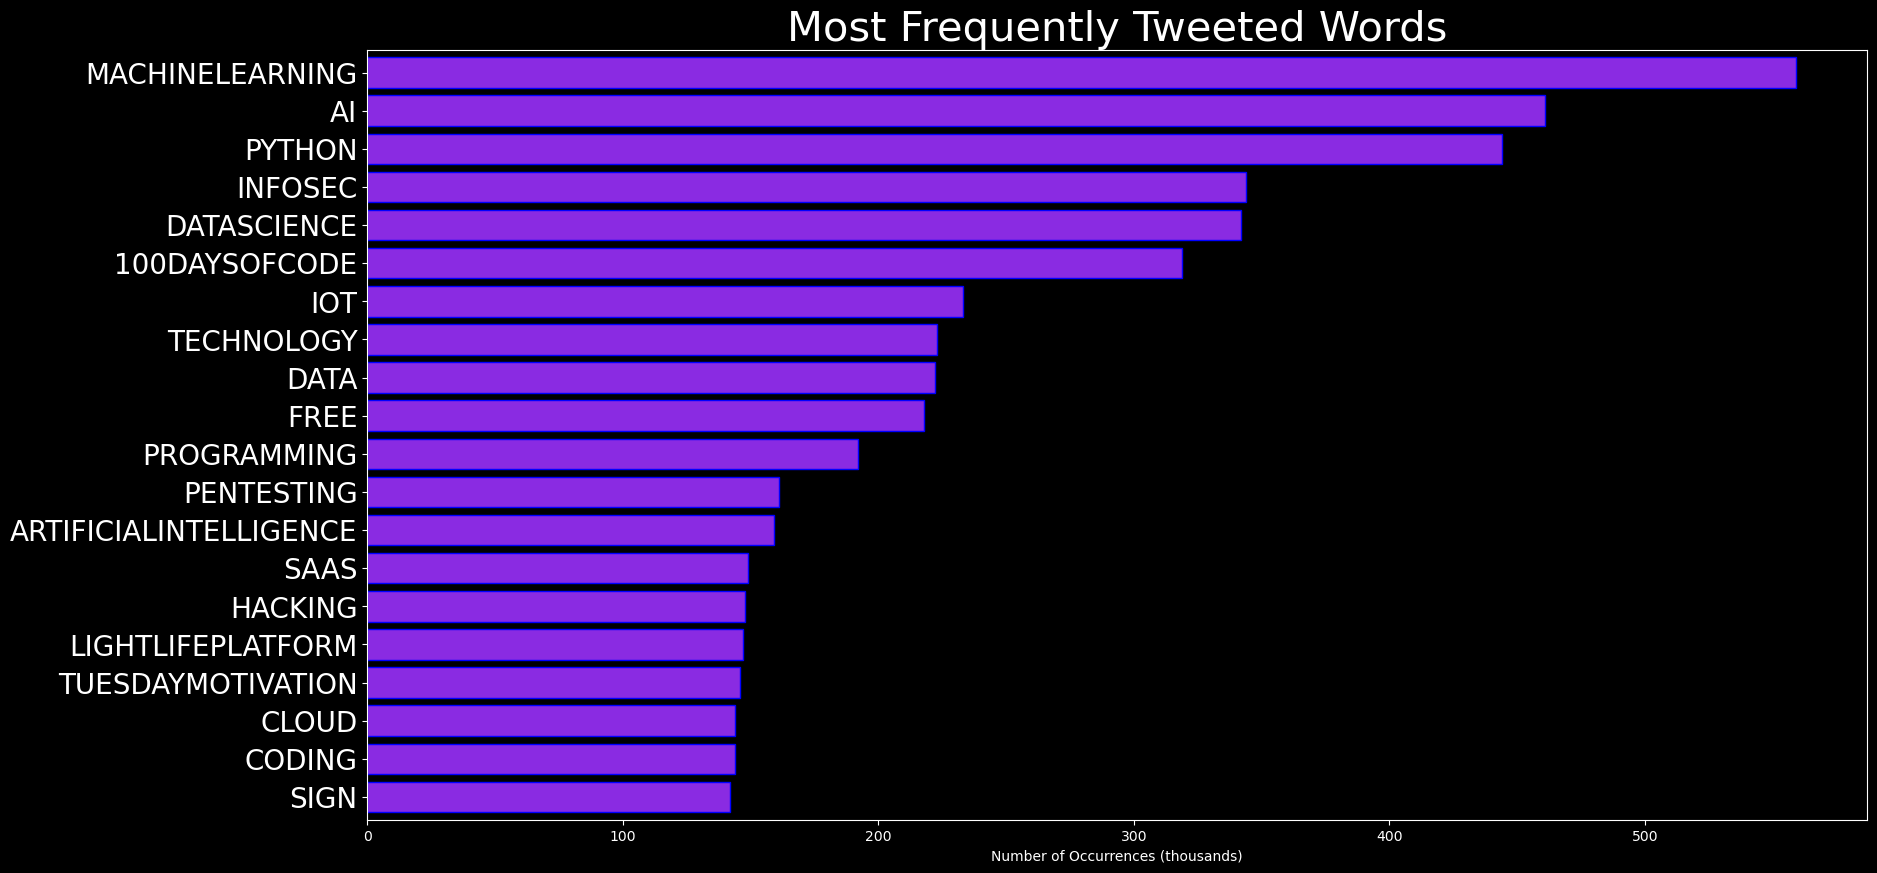 Most Frequently Tweeted Words
MACHINELEARNING
AI
PYTHON
INFOSEC
DATASCIENCE
100DAYSOFCODE
IOT
TECHNOLOGY
DATA
FREE
PROGRAMMING
PENTESTING
ARTIFICIALINTELLIGENCE
SAAS
HACKING
LIGHTLIFEPLATFORM
TUESDAYMOTIVATION
CLOUD
CODING
SIGN
0 100 200 300 400 500
Number of Occurrences (thousands)